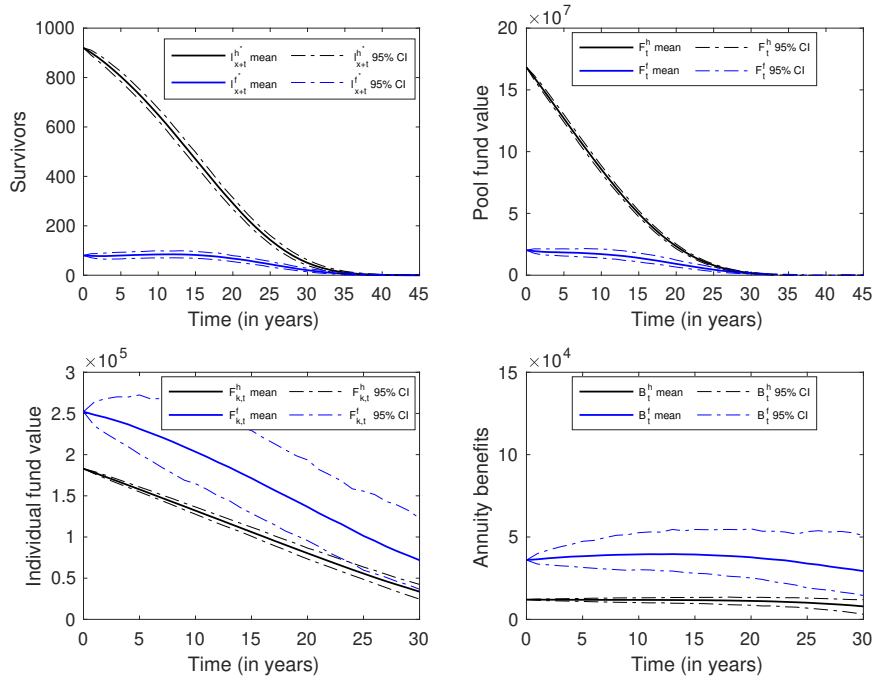 1000
800
600
400
200
0
Survivors
I^{h*}_{x+t} mean
I^{h*}_{x+t} 95% CI
I^{f*}_{x+t} mean
I^{f*}_{x+t} 95% CI
0 5 10 15 20 25 30 35 40 45
Time (in years)
×10^7
20
15
10
5
0
Pool fund value
F^h_t mean
F^h_t 95% CI
F^f_t mean
F^f_t 95% CI
0 5 10 15 20 25 30 35 40 45
Time (in years)
×10^5
3
2.5
2
1.5
1
0.5
0
Individual fund value
F^h_{k,t} mean
F^h_{k,t} 95% CI
F^f_{k,t} mean
F^f_{k,t} 95% CI
0 5 10 15 20 25 30
Time (in years)
×10^4
15
10
5
0
Annuity benefits
B^h_t mean
B^h_t 95% CI
B^f_t mean
B^f_t 95% CI
0 5 10 15 20 25 30
Time (in years)